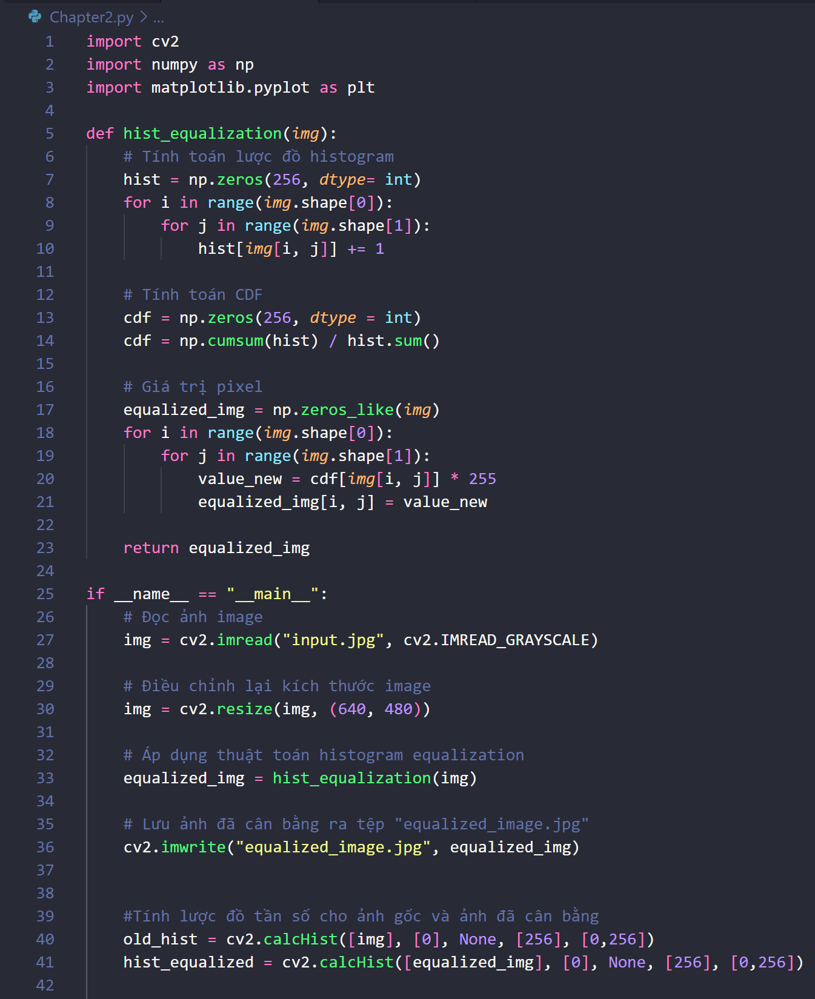 Chapter2.py > ...
1 import cv2
2 import numpy as np
3 import matplotlib.pyplot as plt
4
5 def hist_equalization(img):
6     # Tính toán lược đồ histogram
7     hist = np.zeros(256, dtype= int)
8     for i in range(img.shape[0]):
9         for j in range(img.shape[1]):
10             hist[img[i, j]] += 1
11
12     # Tính toán CDF
13     cdf = np.zeros(256, dtype = int)
14     cdf = np.cumsum(hist) / hist.sum()
15
16     # Giá trị pixel
17     equalized_img = np.zeros_like(img)
18     for i in range(img.shape[0]):
19         for j in range(img.shape[1]):
20             value_new = cdf[img[i, j]] * 255
21             equalized_img[i, j] = value_new
22
23     return equalized_img
24
25 if __name__ == "__main__":
26     # Đọc ảnh image
27     img = cv2.imread("input.jpg", cv2.IMREAD_GRAYSCALE)
28
29     # Điều chỉnh lại kích thước image
30     img = cv2.resize(img, (640, 480))
31
32     # Áp dụng thuật toán histogram equalization
33     equalized_img = hist_equalization(img)
34
35     # Lưu ảnh đã cân bằng ra tệp "equalized_image.jpg"
36     cv2.imwrite("equalized_image.jpg", equalized_img)
37
38
39     #Tính lược đồ tần số cho ảnh gốc và ảnh đã cân bằng
40     old_hist = cv2.calcHist([img], [0], None, [256], [0,256])
41     hist_equalized = cv2.calcHist([equalized_img], [0], None, [256], [0,256])
42